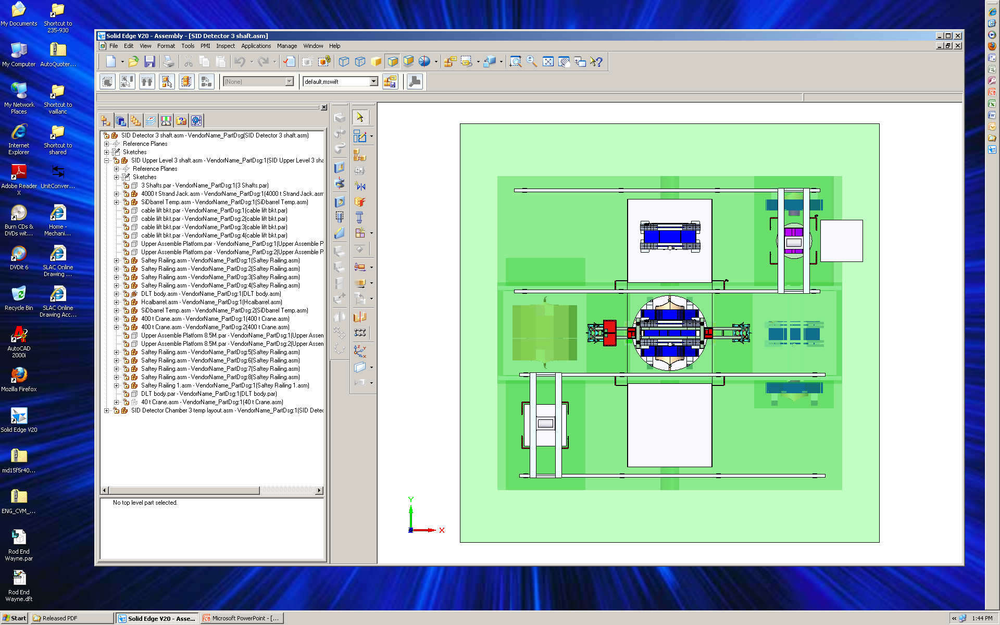 My Documents
Shortcut to
235-930
My Computer
AutoQuoter...
My Network
Places
Shortcut to
vaillanc
Internet
Explorer
Shortcut to
shared
Adobe Reader
X
UnitConver...
Burn CDs &
DVDs wit...
Home -
Mechani...
DVDit 6
SLAC Online
Drawing ...
Recycle Bin
SLAC Online
Drawing Acc...
AutoCAD
2000i
Mozilla Firefox
Solid Edge V20
md15f5r40...
ENG_CVM_...
Rod End
Wayne.par
Rod End
Wayne.dft
Solid Edge V20 - Assembly - [SID Detector 3 shaft.asm]
File Edit View Format Tools PMI Inspect Applications Manage Window Help
(None)
default,mswift
SID Detector 3 shaft.asm - VendorName_PartDsg(SID Detector 3 shaft.asm)
Reference Planes
Sketches
SID Upper Level 3 shaft.asm - VendorName_PartDsg:1(SID Upper Level 3 sha
Reference Planes
Sketches
3 Shafts.par - VendorName_PartDsg:1(3 Shafts.par)
4000 t Strand Jack.asm - VendorName_PartDsg:1(4000 t Strand Jack.asm
SiDbarrel Temp.asm - VendorName_PartDsg:1(SiDbarrel Temp.asm)
cable lift bkt.par - VendorName_PartDsg:1(cable lift bkt.par)
cable lift bkt.par - VendorName_PartDsg:2(cable lift bkt.par)
cable lift bkt.par - VendorName_PartDsg:3(cable lift bkt.par)
cable lift bkt.par - VendorName_PartDsg:4(cable lift bkt.par)
Upper Assemble Platform.par - VendorName_PartDsg:1(Upper Assemble P
Upper Assemble Platform.par - VendorName_PartDsg:2(Upper Assemble P
Saftey Railing.asm - VendorName_PartDsg:1(Saftey Railing.asm)
Saftey Railing.asm - VendorName_PartDsg:2(Saftey Railing.asm)
Saftey Railing.asm - VendorName_PartDsg:3(Saftey Railing.asm)
Saftey Railing.asm - VendorName_PartDsg:4(Saftey Railing.asm)
DLT body.asm - VendorName_PartDsg:1(DLT body.asm)
Hcalbarrel.asm - VendorName_PartDsg:1(Hcalbarrel.asm)
SiDbarrel Temp.asm - VendorName_PartDsg:2(SiDbarrel Temp.asm)
400 t Crane.asm - VendorName_PartDsg:1(400 t Crane.asm)
400 t Crane.asm - VendorName_PartDsg:2(400 t Crane.asm)
Upper Assemble Platform 8.5M.par - VendorName_PartDsg:1(Upper Assen
Upper Assemble Platform 8.5M.par - VendorName_PartDsg:2(Upper Assen
Saftey Railing.asm - VendorName_PartDsg:5(Saftey Railing.asm)
Saftey Railing.asm - VendorName_PartDsg:6(Saftey Railing.asm)
Saftey Railing.asm - VendorName_PartDsg:7(Saftey Railing.asm)
Saftey Railing.asm - VendorName_PartDsg:8(Saftey Railing.asm)
Saftey Railing 1.asm - VendorName_PartDsg:1(Saftey Railing 1.asm)
DLT body.par - VendorName_PartDsg:1(DLT body.par)
40 t Crane.asm - VendorName_PartDsg:1(40 t Crane.asm)
SID Detector Chamber 3 temp layout.asm - VendorName_PartDsg:1(SID Detec
No top level part selected.
Y
X
Start
Released PDF
Solid Edge V20 - Asse...
Microsoft PowerPoint - [...
«
1:44 PM